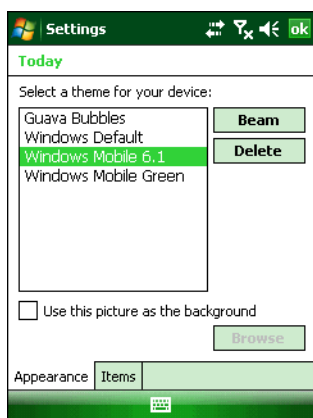 Settings
ok
Today
Select a theme for your device:
Guava Bubbles
Windows Default
Windows Mobile 6.1
Windows Mobile Green
Beam
Delete
Use this picture as the background
Browse
Appearance Items